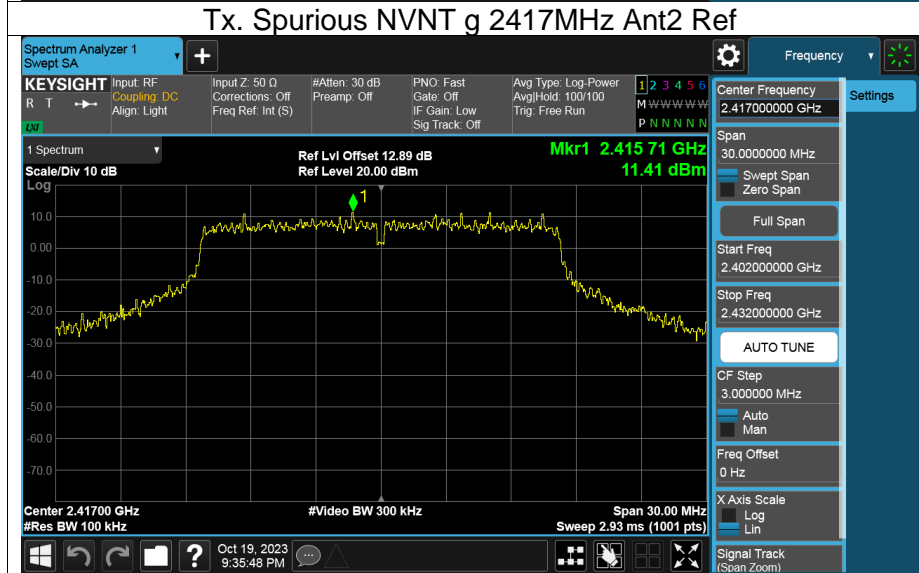 Tx. Spurious NVNT g 2417MHz Ant2 Ref
Spectrum Analyzer 1
Swept SA
+
Frequency
KEYSIGHT
R T
LXI
Input: RF
Coupling: DC
Align: Light
Input Z: 50 Ω
Corrections: Off
Freq Ref: Int (S)
#Atten: 30 dB
Preamp: Off
PNO: Fast
Gate: Off
IF Gain: Low
Sig Track: Off
Avg Type: Log-Power
Avg|Hold: 100/100
Trig: Free Run
1 2 3 4 5 6
M W W W W W
P N N N N N
1 Spectrum
Scale/Div 10 dB
Ref Lvl Offset 12.89 dB
Ref Level 20.00 dBm
Mkr1 2.415 71 GHz
11.41 dBm
Log
1
10.0
0.00
-10.0
-20.0
-30.0
-40.0
-50.0
-60.0
-70.0
Center 2.41700 GHz
#Res BW 100 kHz
#Video BW 300 kHz
Span 30.00 MHz
Sweep 2.93 ms (1001 pts)
?
Oct 19, 2023
9:35:48 PM
Center Frequency
2.417000000 GHz
Span
30.0000000 MHz
Swept Span
Zero Span
Full Span
Start Freq
2.402000000 GHz
Stop Freq
2.432000000 GHz
AUTO TUNE
CF Step
3.000000 MHz
Auto
Man
Freq Offset
0 Hz
X Axis Scale
Log
Lin
Signal Track
(Span Zoom)
Settings